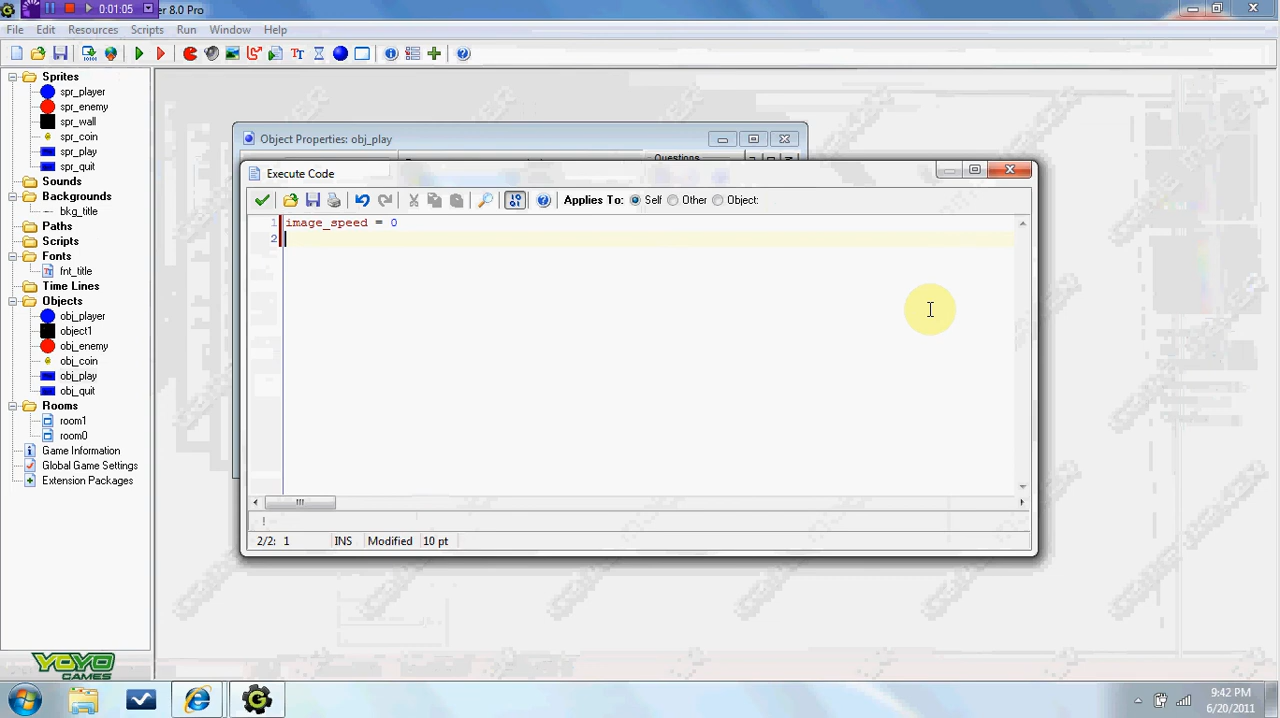 0:01:05
er 8.0 Pro
File Edit Resources Scripts Run Window Help
Sprites
spr_player
spr_enemy
spr_wall
spr_coin
spr_play
spr_quit
Sounds
Backgrounds
bkg_title
Paths
Scripts
Fonts
fnt_title
Time Lines
Objects
obj_player
object1
obj_enemy
obj_coin
obj_play
obj_quit
Rooms
room1
room0
Game Information
Global Game Settings
Extension Packages
YOYO
GAMES
Object Properties: obj_play
Execute Code
Applies To: Self Other Object:
1 image_speed = 0
2
!
2/2: 1 INS Modified 10 pt
9:42 PM
6/20/2011